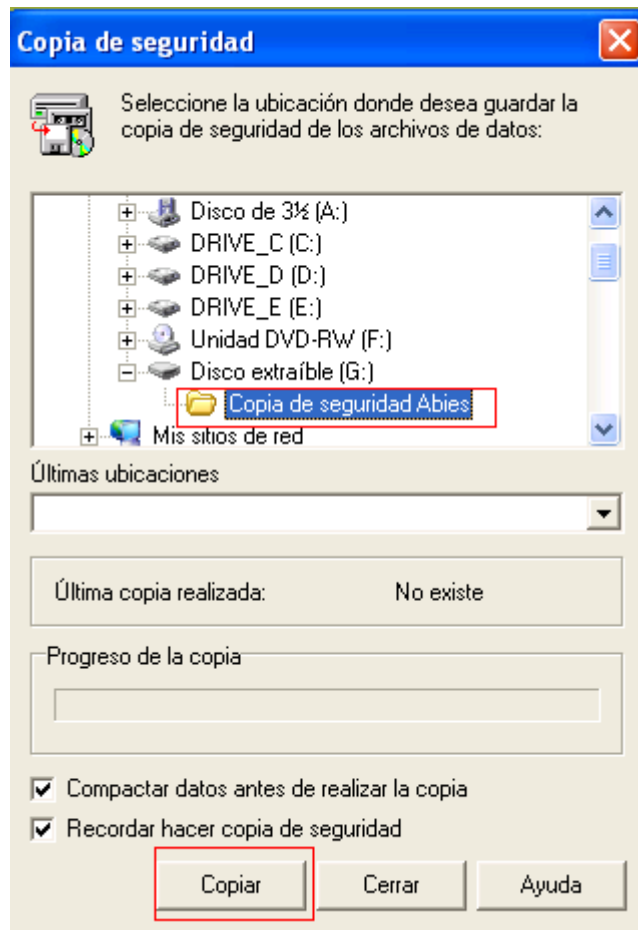 Copia de seguridad
Seleccione la ubicación donde desea guardar la
copia de seguridad de los archivos de datos:
Disco de 3½ (A:)
DRIVE_C (C:)
DRIVE_D (D:)
DRIVE_E (E:)
Unidad DVD-RW (F:)
Disco extraíble (G:)
Copia de seguridad Abies
Mis sitios de red
Últimas ubicaciones
Última copia realizada: No existe
Progreso de la copia
Compactar datos antes de realizar la copia
Recordar hacer copia de seguridad
Copiar Cerrar Ayuda